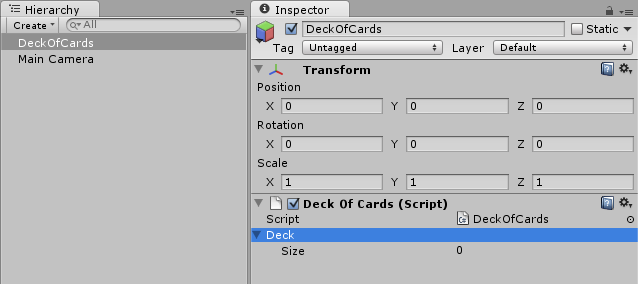 Hierarchy
Create All
DeckOfCards
Main Camera
Inspector
DeckOfCards Static
Tag Untagged Layer Default
Transform
Position
X 0 Y 0 Z 0
Rotation
X 0 Y 0 Z 0
Scale
X 1 Y 1 Z 1
Deck Of Cards (Script)
Script C# DeckOfCards
Deck
Size 0